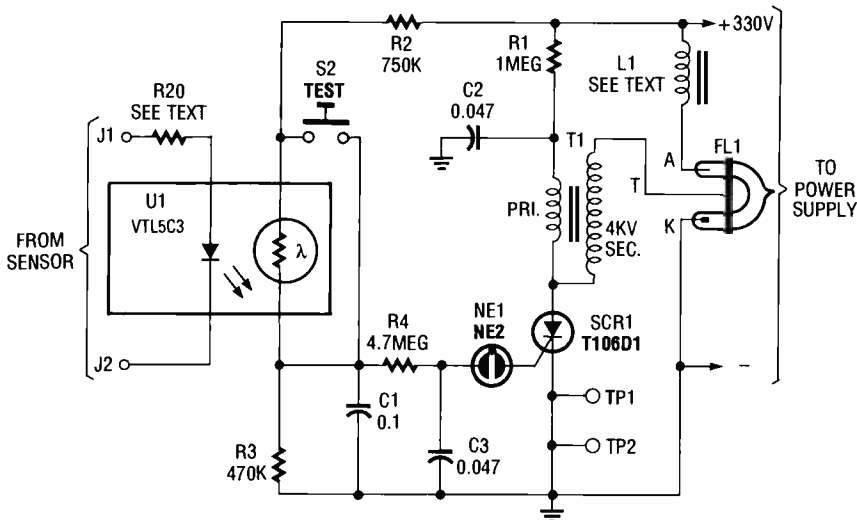 +330V
R2
750K
R1
1MEG
L1
SEE TEXT
S2
TEST
C2
0.047
R20
SEE TEXT
J1
T1
FL1
A
T
K
TO
POWER
SUPPLY
U1
VTL5C3
λ
PRI.
4KV
SEC.
FROM
SENSOR
R4
4.7MEG
NE1
NE2
SCR1
T106D1
J2
−
C1
0.1
TP1
R3
470K
C3
0.047
TP2